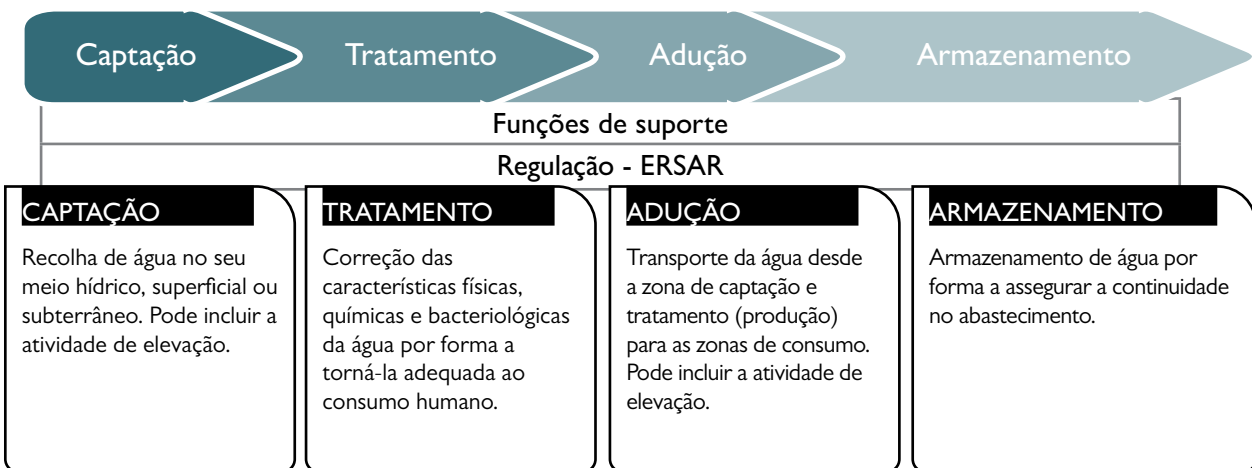 Captação
Tratamento
Adução
Armazenamento
Funções de suporte
Regulação - ERSAR
CAPTAÇÃO
Recolha de água no seu
meio hídrico, superficial ou
subterrâneo. Pode incluir a
atividade de elevação.
TRATAMENTO
Correção das
características físicas,
químicas e bacteriológicas
da água por forma a
torná-la adequada ao
consumo humano.
ADUÇÃO
Transporte da água desde
a zona de captação e
tratamento (produção)
para as zonas de consumo.
Pode incluir a atividade de
elevação.
ARMAZENAMENTO
Armazenamento de água por
forma a assegurar a continuidade
no abastecimento.